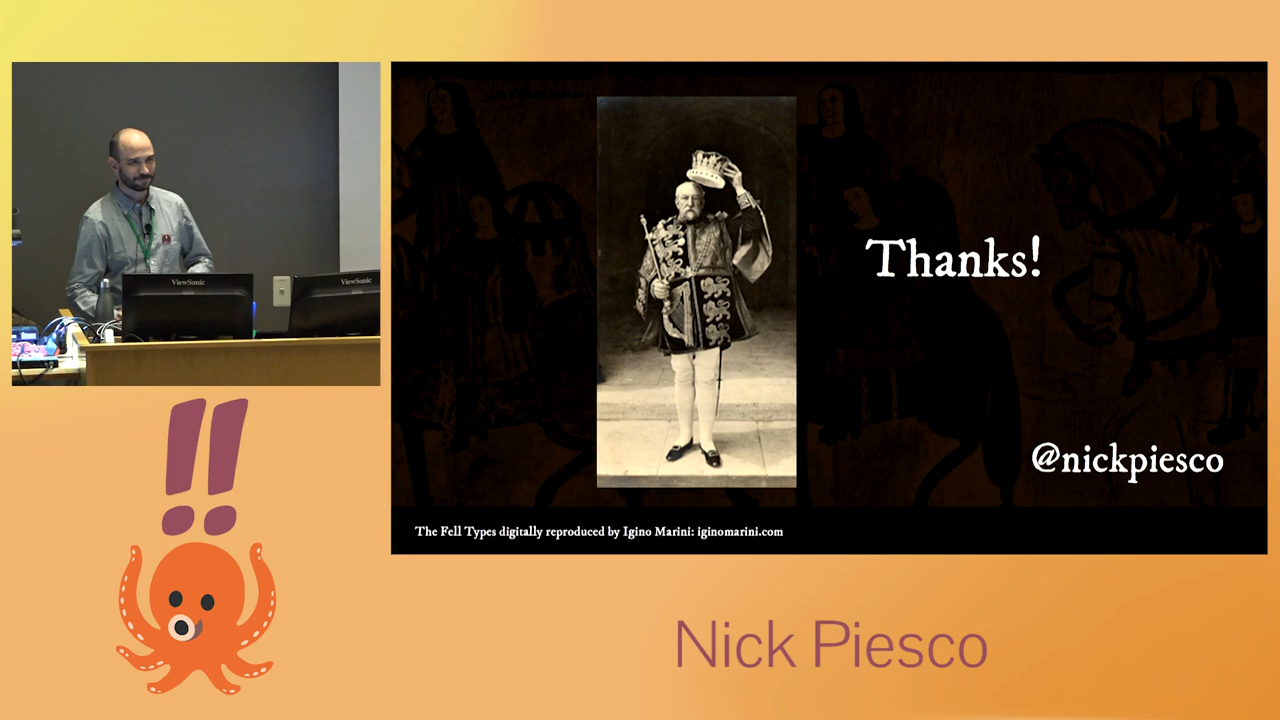 ViewSonic
ViewSonic
Thanks!
@nickpiesco
The Fell Types digitally reproduced by Igino Marini: iginomarini.com
!!
Nick Piesco